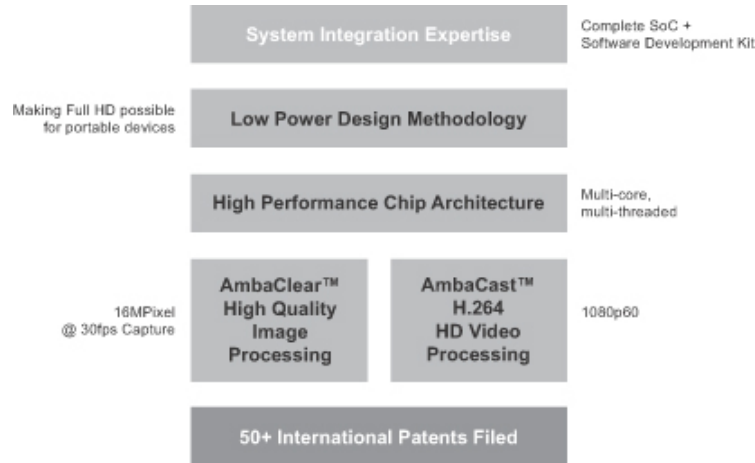 System Integration Expertise
Complete SoC +
Software Development Kit
Making Full HD possible
for portable devices
Low Power Design Methodology
High Performance Chip Architecture
Multi-core,
multi-threaded
16MPixel
@ 30fps Capture
AmbaClear™
High Quality
Image
Processing
AmbaCast™
H.264
HD Video
Processing
1080p60
50+ International Patents Filed